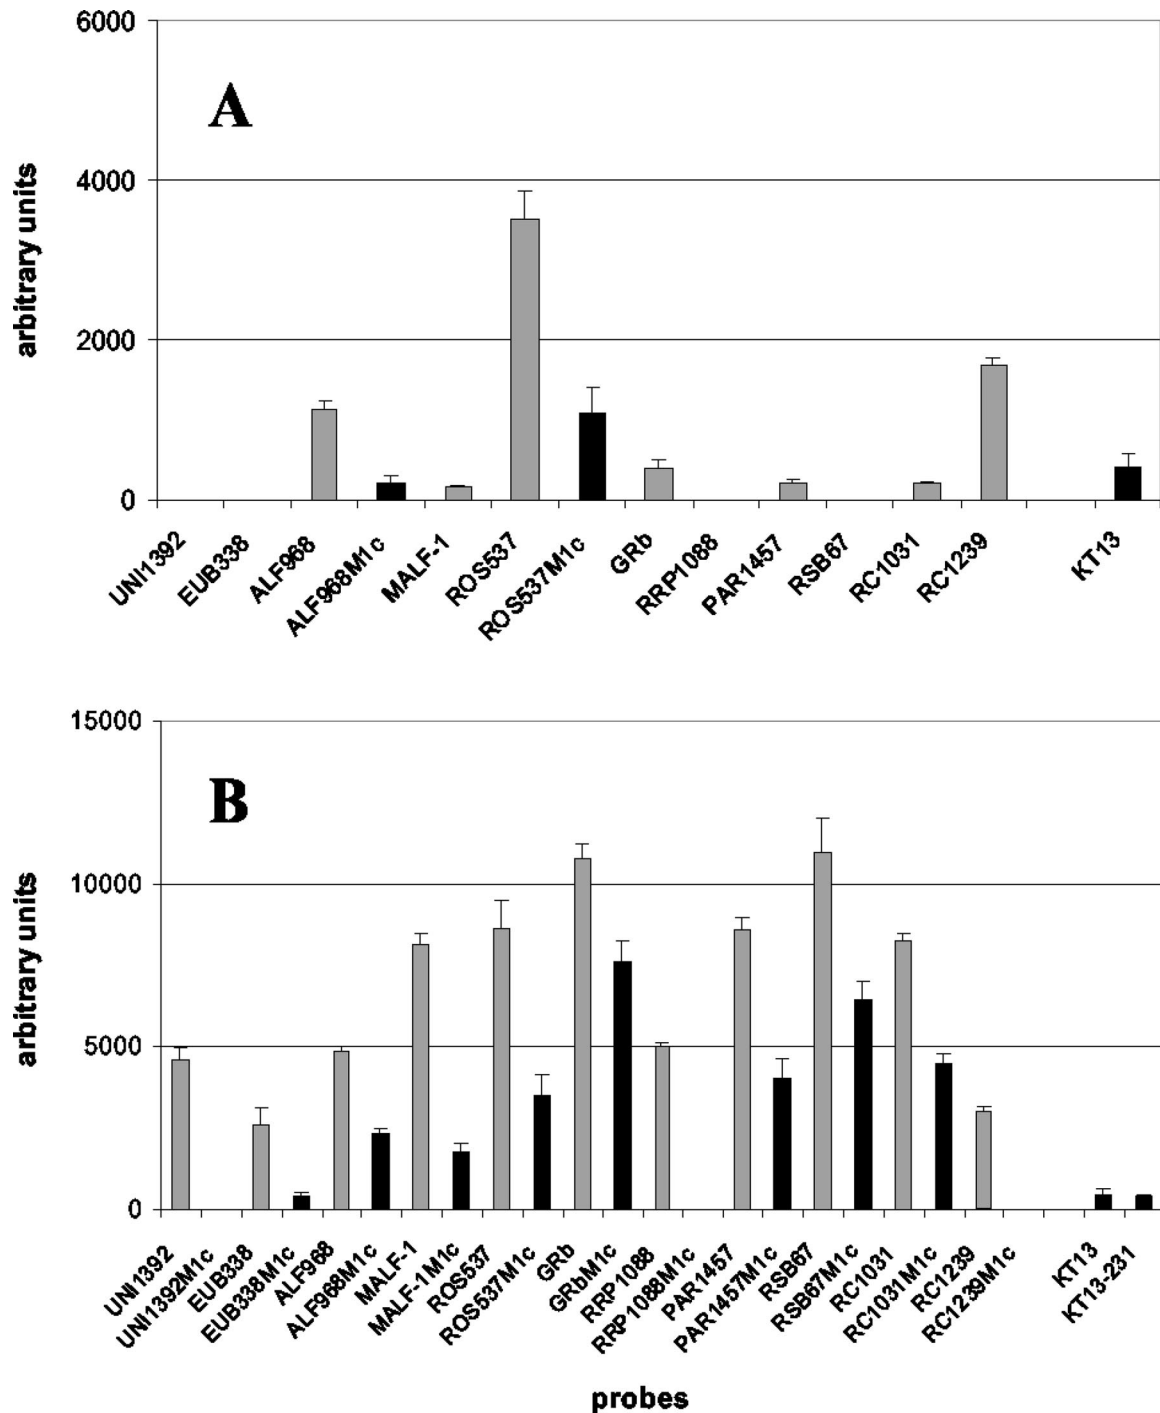 6000
A
4000
2000
0
arbitrary units
UNI1392
EUB338
ALF968
ALF968M1c
MALF-1
ROS537
ROS537M1c
GRb
RRP1088
PAR1457
RSB67
RC1031
RC1239
KT13
15000
B
10000
5000
0
arbitrary units
UNI1392
UNI1392M1c
EUB338
EUB338M1c
ALF968
ALF968M1c
MALF-1
MALF-1M1c
ROS537
ROS537M1c
GRb
GRbM1c
RRP1088
RRP1088M1c
PAR1457
PAR1457M1c
RSB67
RSB67M1c
RC1031
RC1031M1c
RC1239
RC1239M1c
KT13
KT13-231
probes